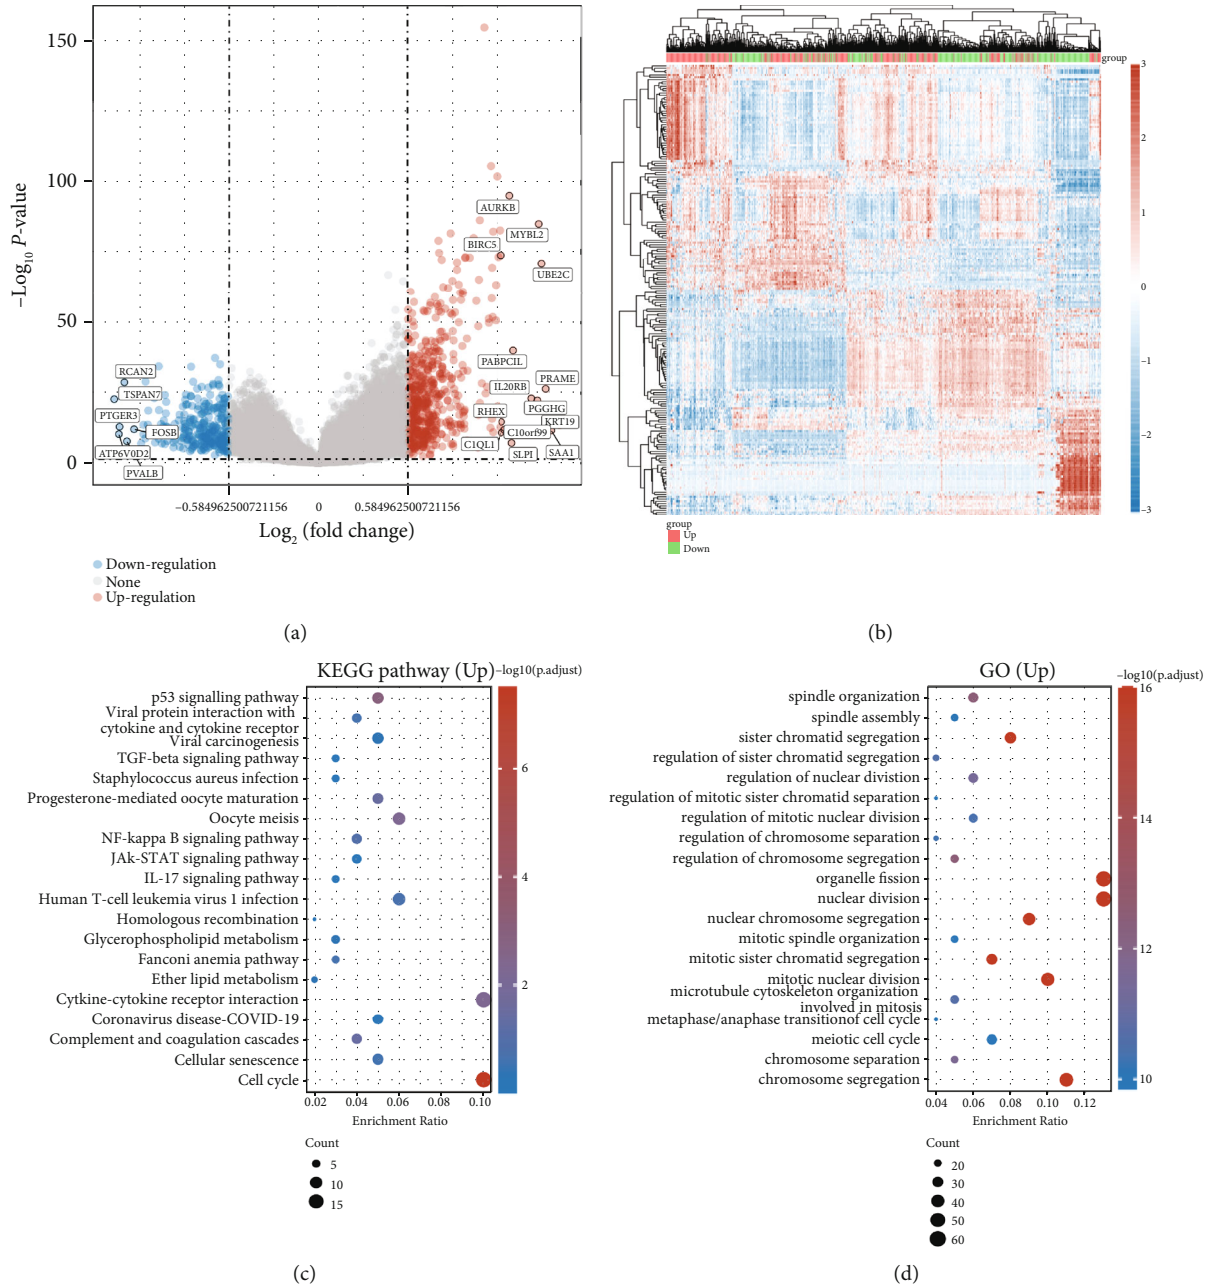 150
100
50
0
−Log10 P-value
AURKB
MYBL2
BIRC5
UBE2C
PABPCIL
PRAME
IL20RB
PGGHG
RHEX
KRT19
C10orf99
C1QL1
SLPI
SAA1
RCAN2
TSPAN7
PTGER3
FOSB
ATP6V0D2
PVALB
−0.584962500721156
0
0.584962500721156
Log2 (fold change)
Down-regulation
None
Up-regulation
(a)
group
3
2
1
0
−1
−2
−3
group
Up
Down
(b)
KEGG pathway (Up)
−log10(p.adjust)
p53 signalling pathway
Viral protein interaction with
cytokine and cytokine receptor
Viral carcinogenesis
TGF-beta signaling pathway
Staphylococcus aureus infection
Progesterone-mediated oocyte maturation
Oocyte meisis
NF-kappa B signaling pathway
JAk-STAT signaling pathway
IL-17 signaling pathway
Human T-cell leukemia virus 1 infection
Homologous recombination
Glycerophospholipid metabolism
Fanconi anemia pathway
Ether lipid metabolism
Cytkine-cytokine receptor interaction
Coronavirus disease-COVID-19
Complement and coagulation cascades
Cellular senescence
Cell cycle
6
4
2
0.02 0.04 0.06 0.08 0.10
Enrichment Ratio
Count
5
10
15
(c)
GO (Up)
−log10(p.adjust)
spindle organization
spindle assembly
sister chromatid segregation
regulation of sister chromatid segregation
regulation of nuclear division
regulation of mitotic sister chromatid separation
regulation of mitotic nuclear division
regulation of chromosome separation
regulation of chromosome segregation
organelle fission
nuclear division
nuclear chromosome segregation
mitotic spindle organization
mitotic sister chromatid segregation
mitotic nuclear division
microtubule cytoskeleton organization
involved in mitosis
metaphase/anaphase transitionof cell cycle
meiotic cell cycle
chromosome separation
chromosome segregation
16
14
12
10
0.04 0.06 0.08 0.10 0.12
Enrichment Ratio
Count
20
30
40
50
60
(d)